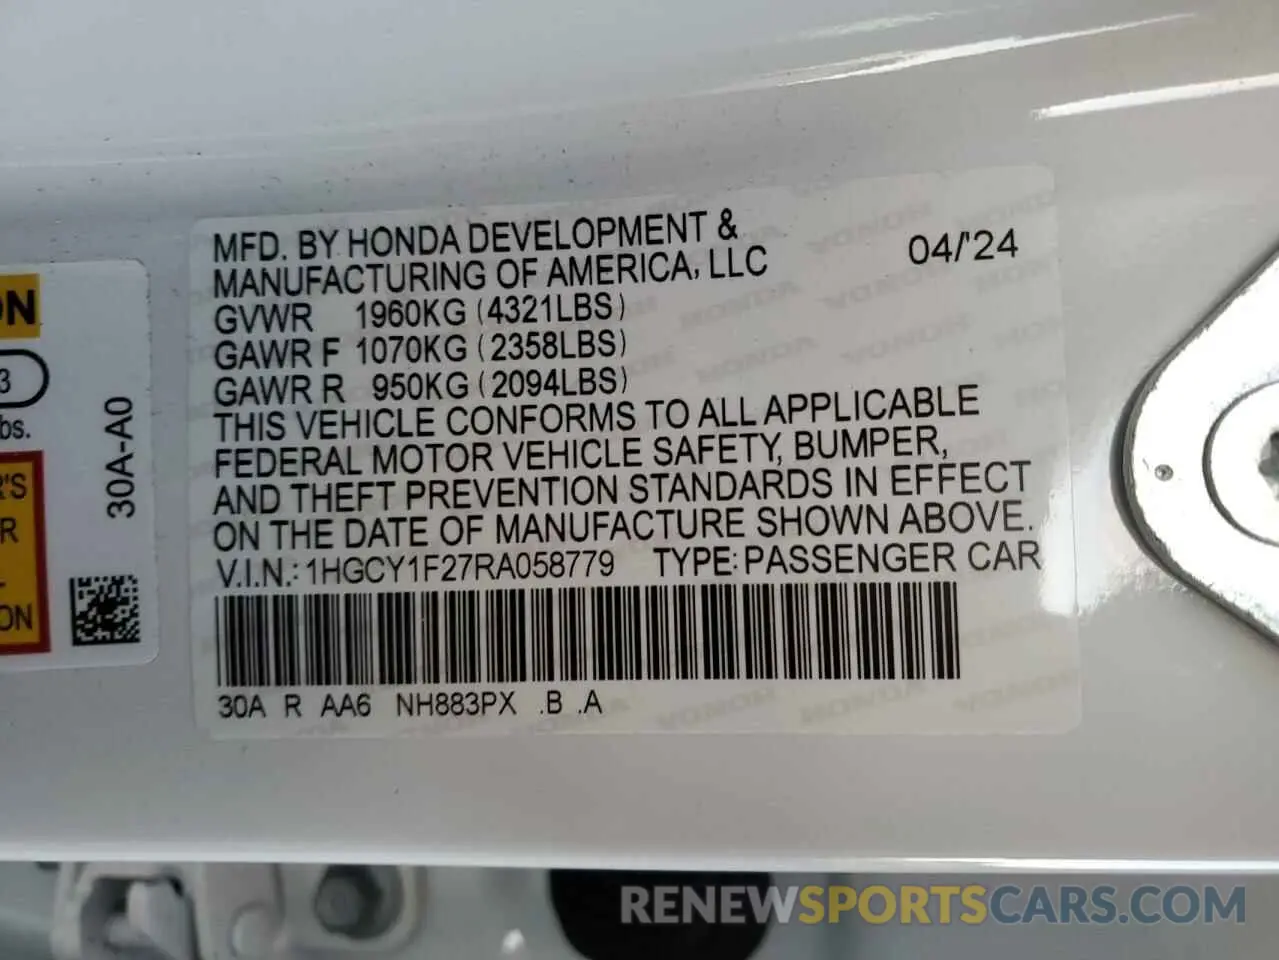 MFD. BY HONDA DEVELOPMENT &
MANUFACTURING OF AMERICA, LLC
04/'24
GVWR 1960KG (4321LBS)
GAWR F 1070KG (2358LBS)
GAWR R 950KG (2094LBS)
THIS VEHICLE CONFORMS TO ALL APPLICABLE
FEDERAL MOTOR VEHICLE SAFETY, BUMPER,
AND THEFT PREVENTION STANDARDS IN EFFECT
ON THE DATE OF MANUFACTURE SHOWN ABOVE.
V.I.N.: 1HGCY1F27RA058779 TYPE: PASSENGER CAR
30A R AA6 NH883PX .B .A
30A-A0
3
RENEWSPORTSCARS.COM